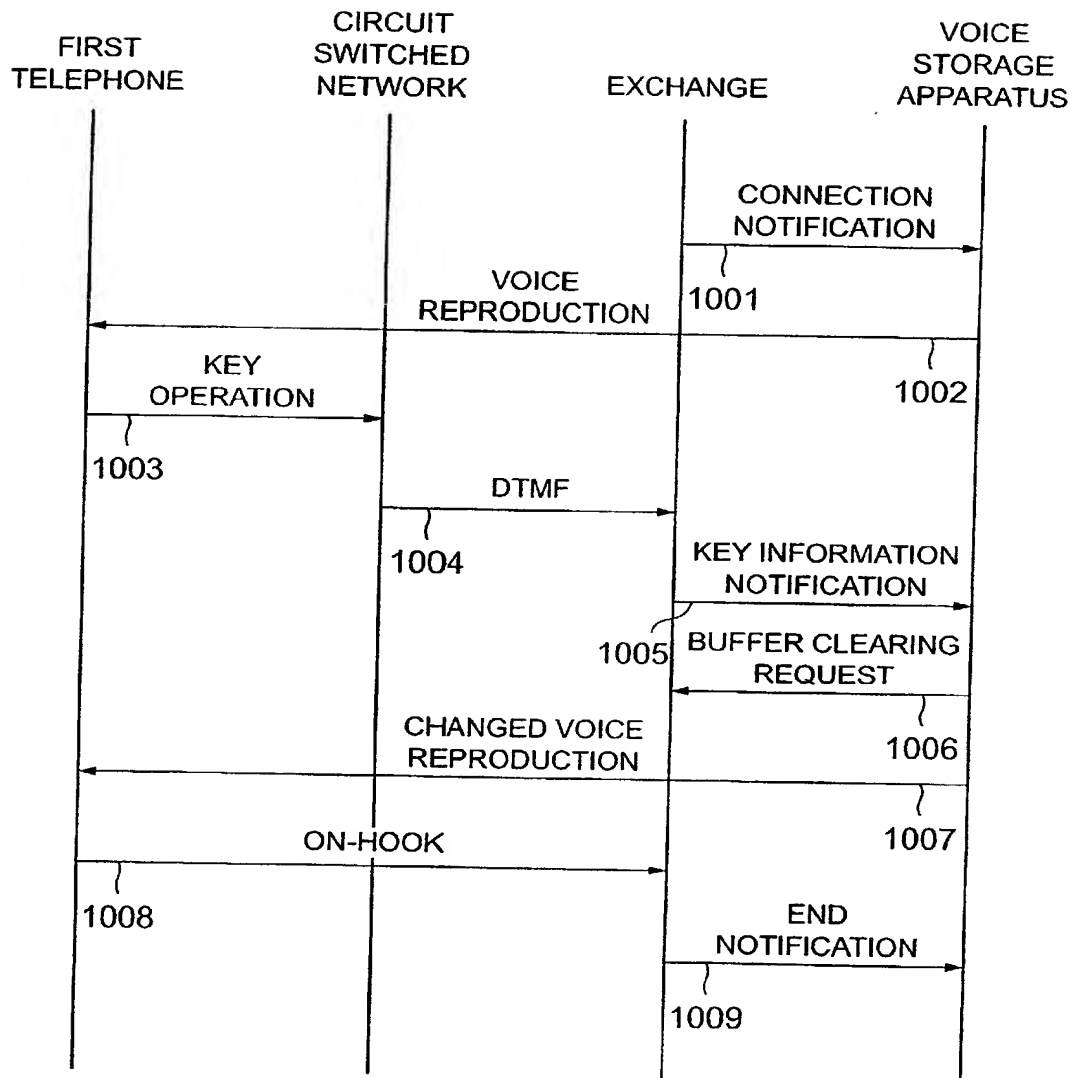 FIRST
TELEPHONE
CIRCUIT
SWITCHED
NETWORK
EXCHANGE
VOICE
STORAGE
APPARATUS
CONNECTION
NOTIFICATION
1001
VOICE
REPRODUCTION
1002
KEY
OPERATION
1003
DTMF
1004
KEY INFORMATION
NOTIFICATION
1005
BUFFER CLEARING
REQUEST
1006
CHANGED VOICE
REPRODUCTION
1007
ON-HOOK
1008
END
NOTIFICATION
1009